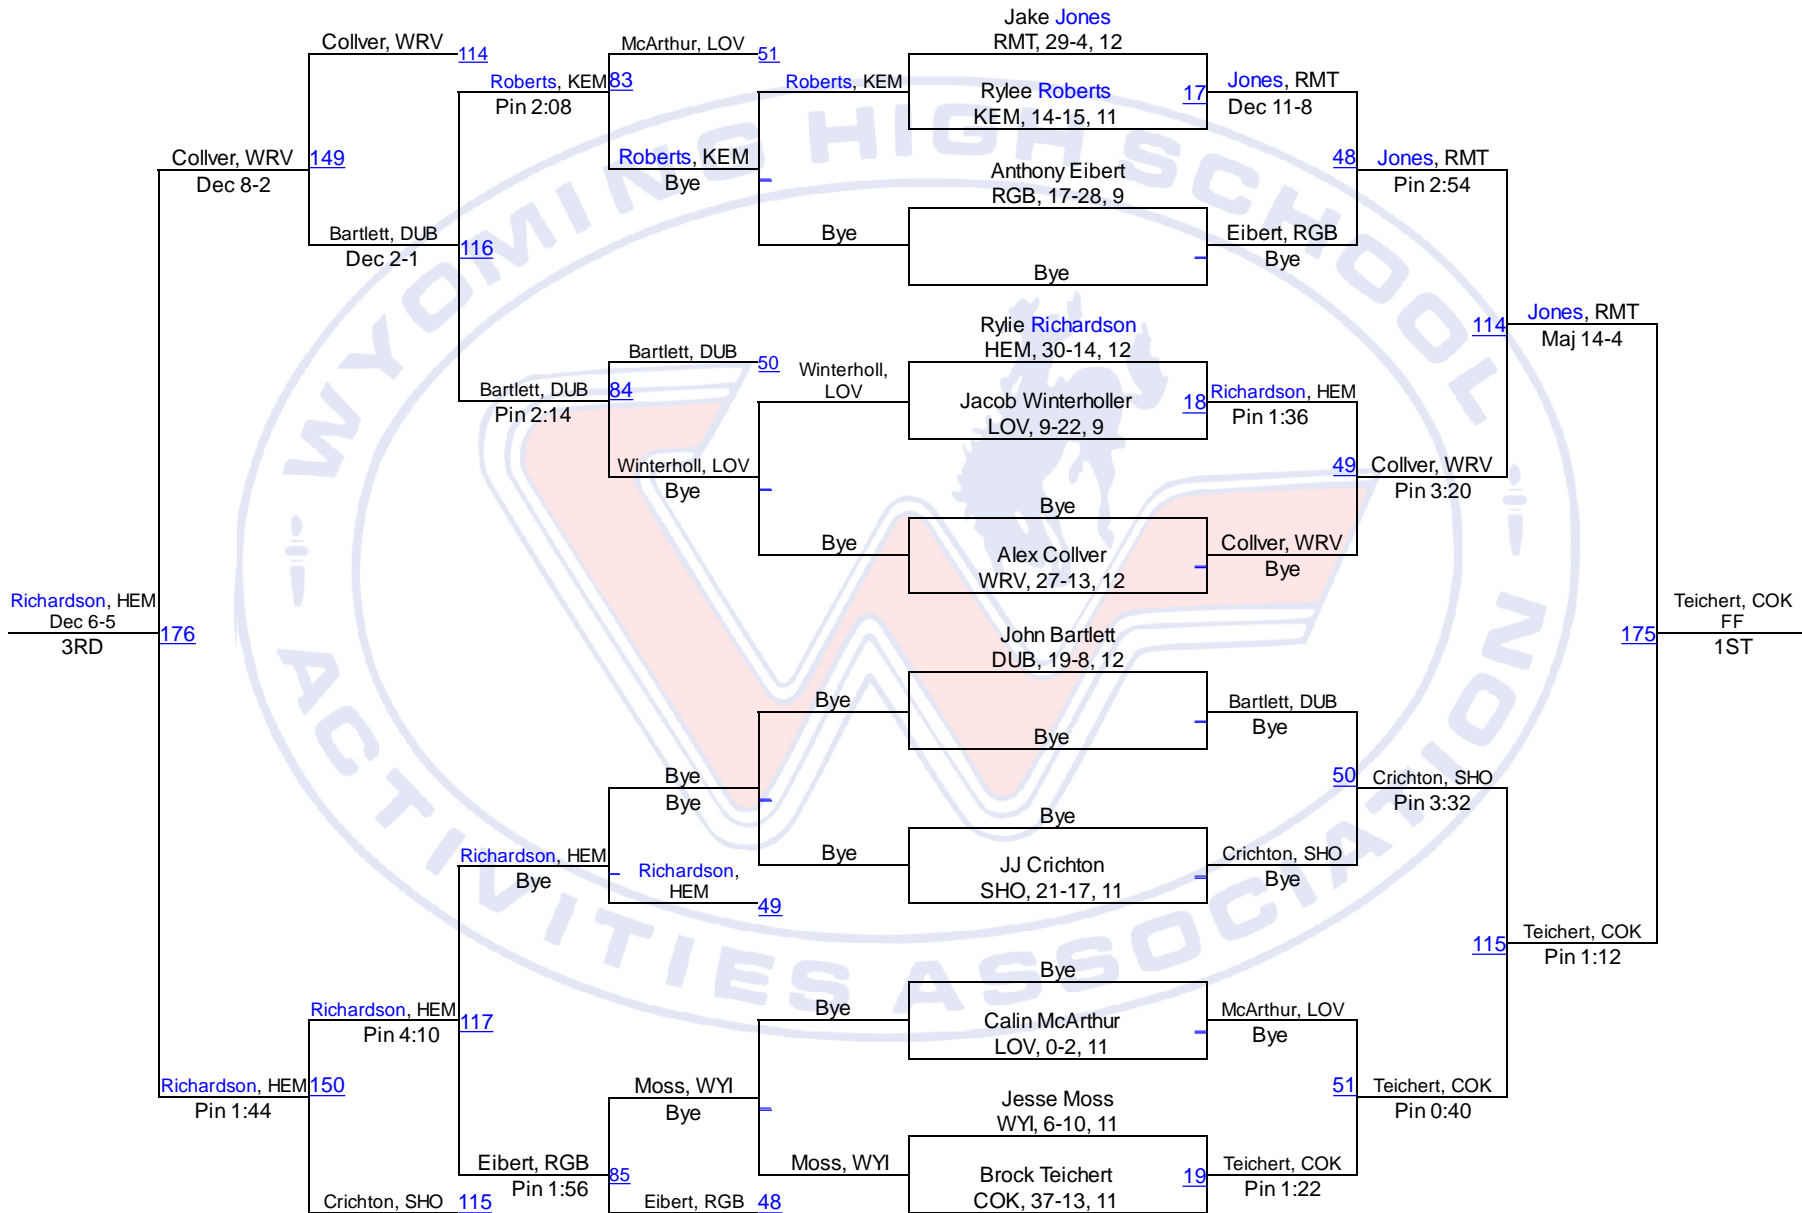 Jake Jones
RMT, 29-4, 12
Collver, WRV
114
McArthur, LOV
51
Roberts, KEM
83
Pin 2:08
Roberts, KEM
Rylee Roberts
KEM, 14-15, 11
17
Jones, RMT
Dec 11-8
Collver, WRV
149
Dec 8-2
Roberts, KEM
Bye
Anthony Eibert
RGB, 17-28, 9
48
Jones, RMT
Pin 2:54
Bartlett, DUB
Dec 2-1
116
Bye
Bye
Eibert, RGB
Bye
Rylie Richardson
HEM, 30-14, 12
114
Jones, RMT
Maj 14-4
Bartlett, DUB
50
Bartlett, DUB
84
Pin 2:14
Winterholl,
LOV
Jacob Winterholler
LOV, 9-22, 9
18
Richardson, HEM
Pin 1:36
Winterholl, LOV
Bye
49
Collver, WRV
Pin 3:20
Bye
Bye
Alex Collver
WRV, 27-13, 12
Collver, WRV
Bye
Richardson, HEM
Dec 6-5
3RD
176
John Bartlett
DUB, 19-8, 12
175
Teichert, COK
FF
1ST
Bye
Bye
Bartlett, DUB
Bye
Bye
Bye
50
Crichton, SHO
Pin 3:32
Bye
Bye
JJ Crichton
SHO, 21-17, 11
Crichton, SHO
Bye
Richardson, HEM
Bye
Richardson,
HEM
49
115
Teichert, COK
Pin 1:12
Bye
Bye
Calin McArthur
LOV, 0-2, 11
McArthur, LOV
Bye
Richardson, HEM
Pin 4:10
117
Richardson, HEM
150
Pin 1:44
Moss, WYI
Bye
Jesse Moss
WYI, 6-10, 11
51
Teichert, COK
Pin 0:40
Eibert, RGB
Pin 1:56
85
Moss, WYI
Brock Teichert
COK, 37-13, 11
19
Teichert, COK
Pin 1:22
Crichton, SHO
115
Eibert, RGB
48
WYOMING HIGH SCHOOL
ACTIVITIES ASSOCIATION